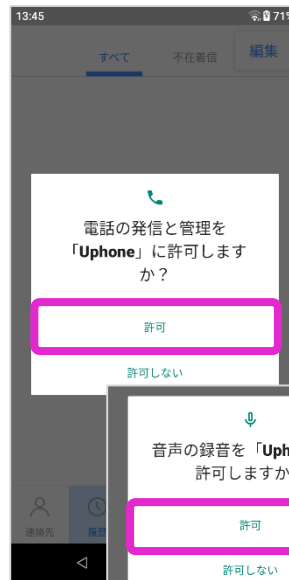 13:45
71%
すべて 不在着信 編集
電話の発信と管理を
「Uphone」に許可します
か？
許可
許可しない
音声の録音を「Uph
許可しますか
許可
許可しない
連絡先
履歴